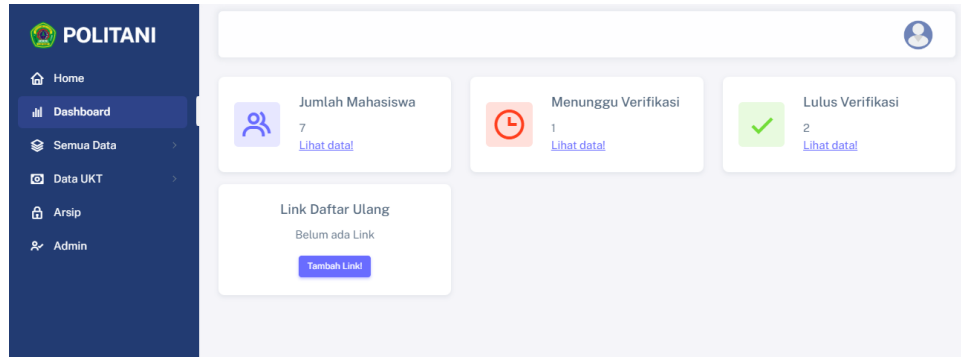 POLITANI
Home
Dashboard
Semua Data
Data UKT
Arsip
Admin
Jumlah Mahasiswa
7
Lihat data!
Menunggu Verifikasi
1
Lihat data!
Lulus Verifikasi
2
Lihat data!
Link Daftar Ulang
Belum ada Link
Tambah Link!